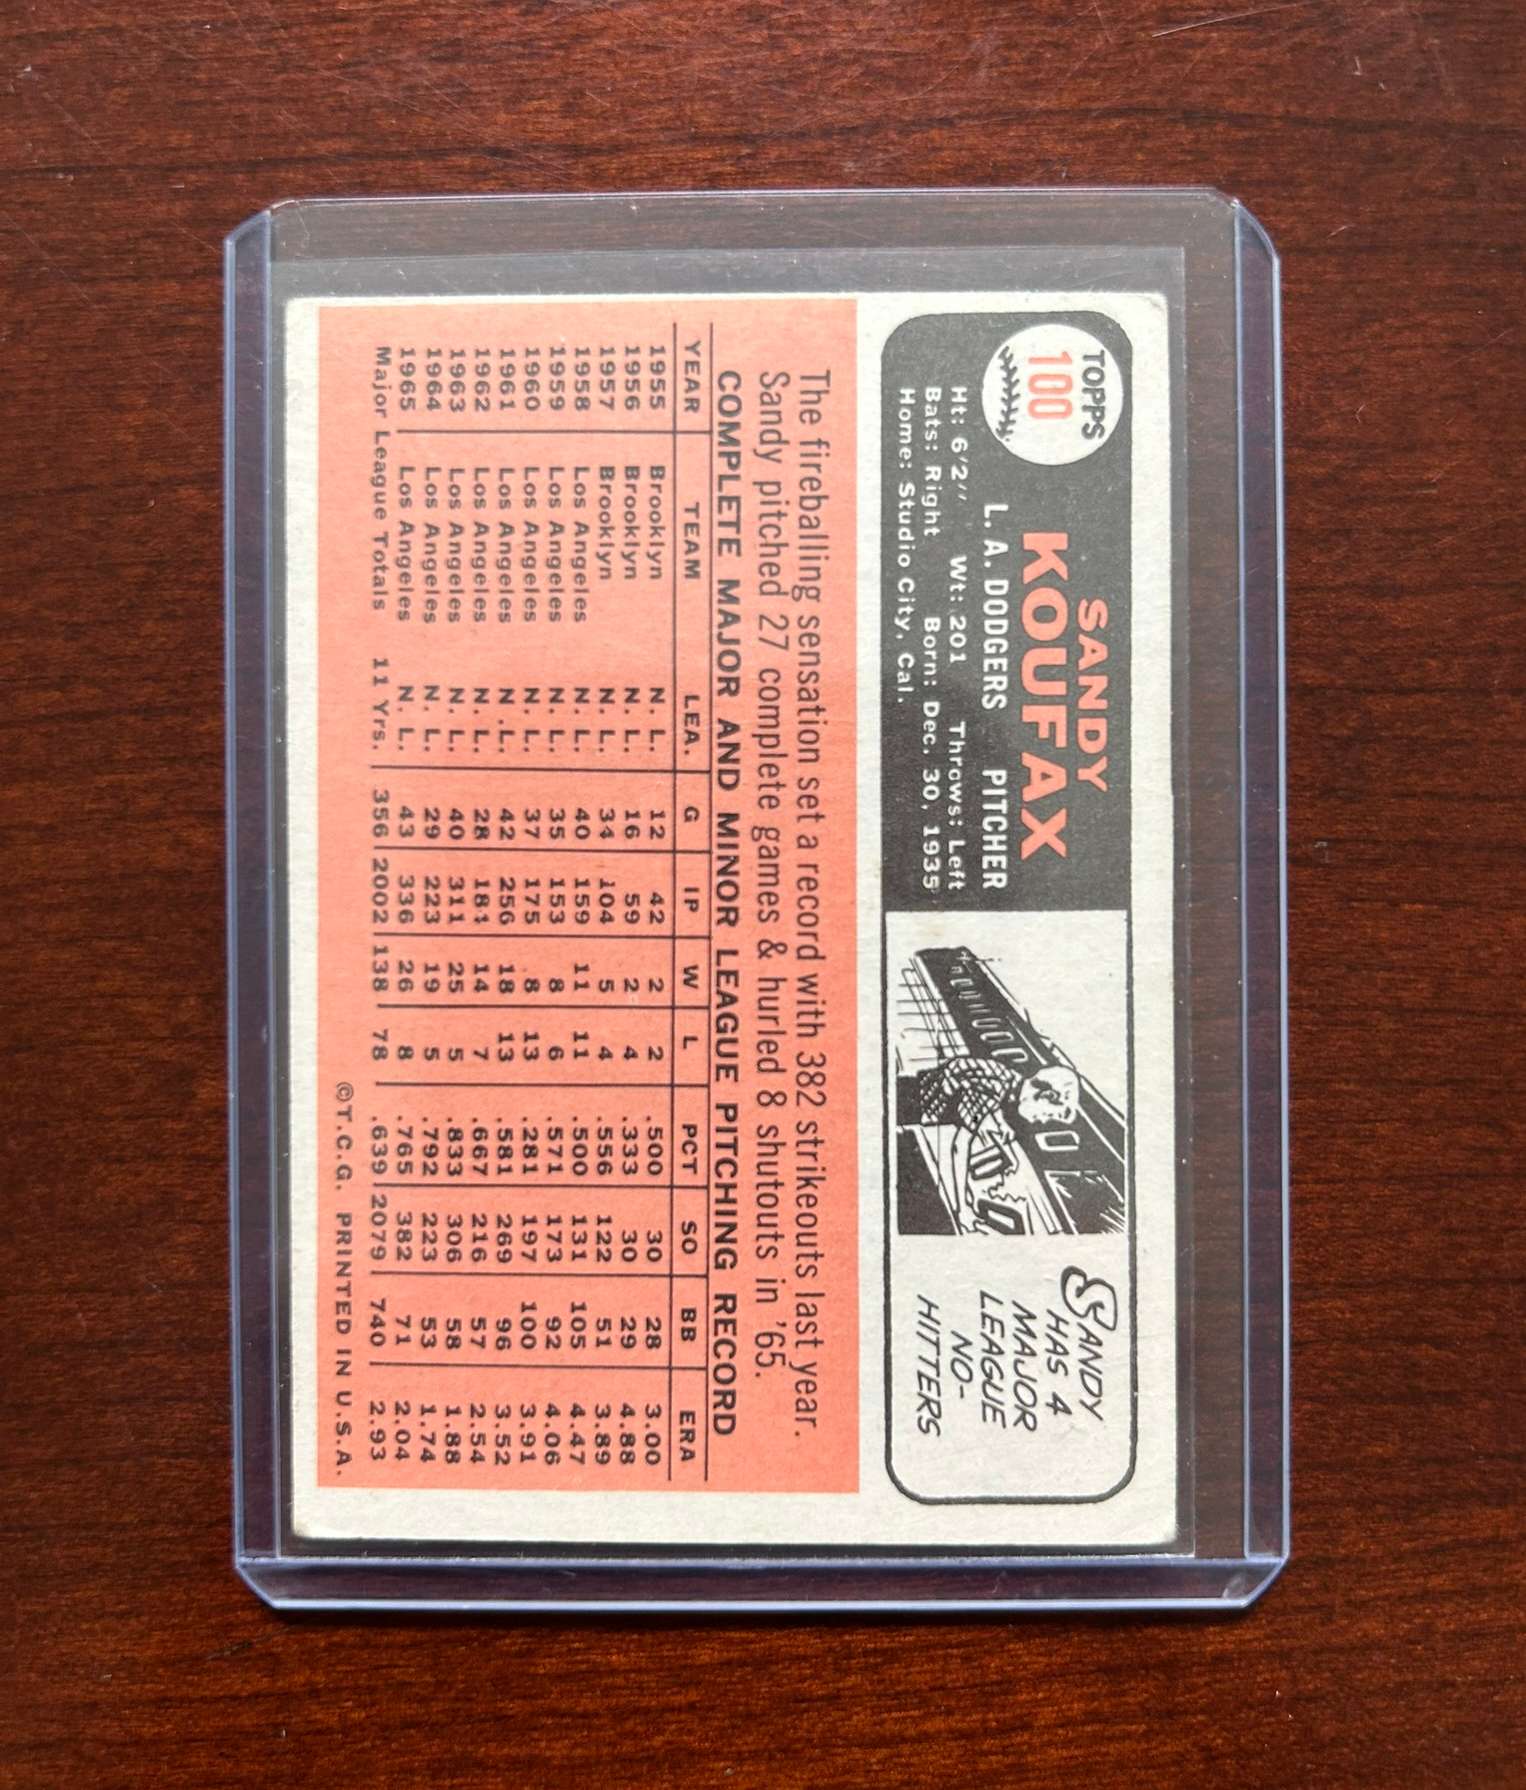 TOPPS
100
SANDY
KOUFAX
L. A. DODGERS PITCHER
Ht: 6'2" Wt: 201 Throws: Left
Bats: Right Born: Dec. 30, 1935
Home: Studio City, Cal.
SANDY
HAS 4
MAJOR
LEAGUE
NO-
HITTERS
The fireballing sensation set a record with 382 strikeouts last year.
Sandy pitched 27 complete games & hurled 8 shutouts in '65.
COMPLETE MAJOR AND MINOR LEAGUE PITCHING RECORD
YEAR TEAM LEA. G IP W L PCT SO BB ERA
1955 Brooklyn N. L. 12 42 2 2 .500 30 28 3.00
1956 Brooklyn N. L. 16 59 2 4 .333 30 29 4.88
1957 Brooklyn N. L. 34 104 5 4 .556 122 51 3.89
1958 Los Angeles N. L. 40 159 11 11 .500 131 105 4.47
1959 Los Angeles N. L. 35 153 8 6 .571 173 92 4.06
1960 Los Angeles N. L. 37 175 8 13 .281 197 100 3.91
1961 Los Angeles N .L. 42 256 18 13 .581 269 96 3.52
1962 Los Angeles N. L. 28 184 14 7 .667 216 57 2.54
1963 Los Angeles N. L. 40 311 25 5 .833 306 58 1.88
1964 Los Angeles N. L. 29 223 19 5 .792 223 53 1.74
1965 Los Angeles N. L. 43 336 26 8 .765 382 71 2.04
Major League Totals 11 Yrs. 356 2002 138 78 .639 2079 740 2.93
©T.C.G. PRINTED IN U.S.A.